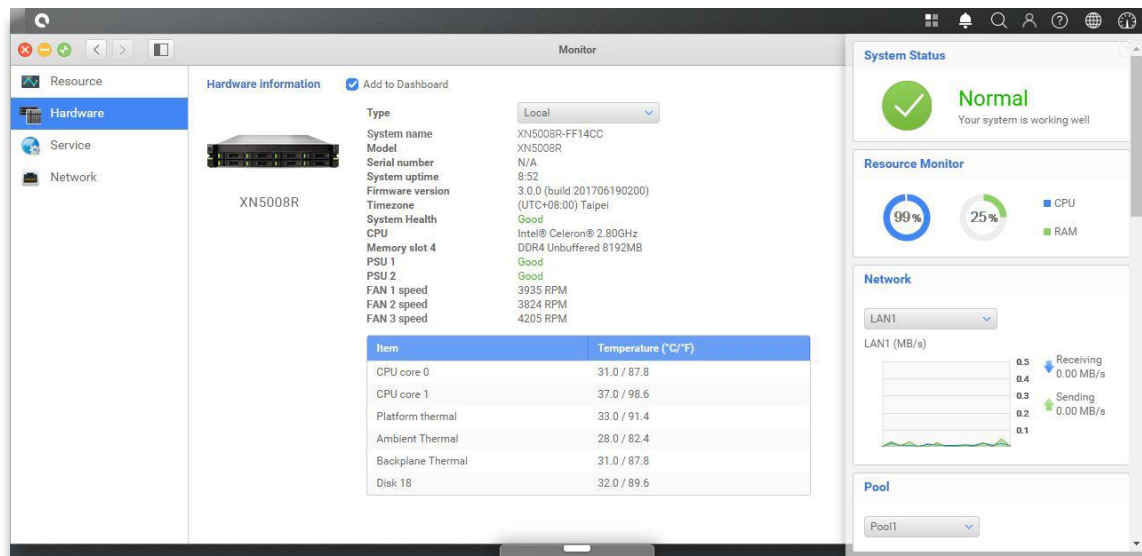 Monitor
Resource
Hardware
Service
Network
Hardware information
Add to Dashboard
XN5008R
Type Local
System name XN5008R-FF14CC
Model XN5008R
Serial number N/A
System uptime 8:52
Firmware version 3.0.0 (build 201706190200)
Timezone (UTC+08:00) Taipei
System Health Good
CPU Intel® Celeron® 2.80GHz
Memory slot 4 DDR4 Unbuffered 8192MB
PSU 1 Good
PSU 2 Good
FAN 1 speed 3935 RPM
FAN 2 speed 3824 RPM
FAN 3 speed 4205 RPM
Item Temperature (°C/°F)
CPU core 0 31.0 / 87.8
CPU core 1 37.0 / 98.6
Platform thermal 33.0 / 91.4
Ambient Thermal 28.0 / 82.4
Backplane Thermal 31.0 / 87.8
Disk 18 32.0 / 89.6
System Status
Normal
Your system is working well
Resource Monitor
99%
25%
CPU
RAM
Network
LAN1
LAN1 (MB/s)
0.5
0.4
0.3
0.2
0.1
Receiving
0.00 MB/s
Sending
0.00 MB/s
Pool
Pool1